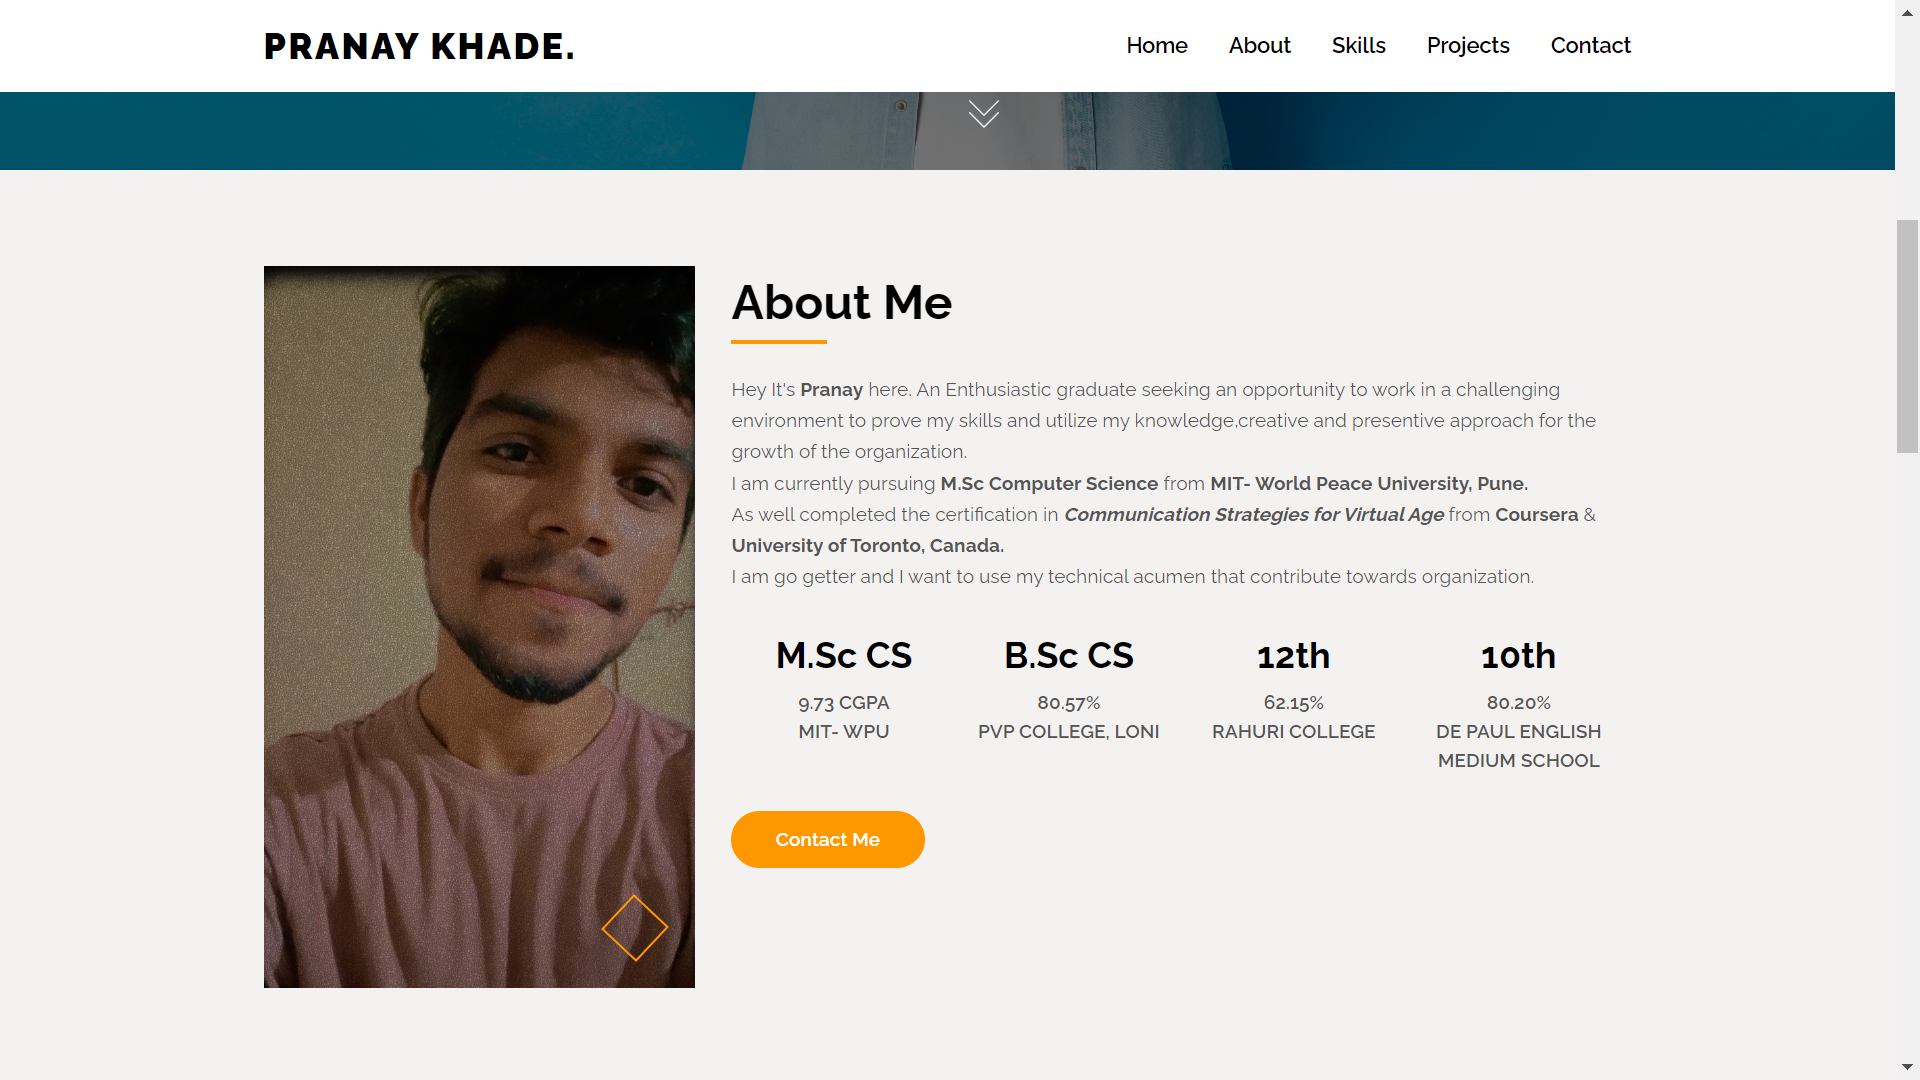 PRANAY KHADE.
Home About Skills Projects Contact
About Me
Hey It's Pranay here. An Enthusiastic graduate seeking an opportunity to work in a challenging
environment to prove my skills and utilize my knowledge,creative and presentive approach for the
growth of the organization.
I am currently pursuing M.Sc Computer Science from MIT- World Peace University, Pune.
As well completed the certification in Communication Strategies for Virtual Age from Coursera &
University of Toronto, Canada.
I am go getter and I want to use my technical acumen that contribute towards organization.
M.Sc CS
9.73 CGPA
MIT- WPU
B.Sc CS
80.57%
PVP COLLEGE, LONI
12th
62.15%
RAHURI COLLEGE
10th
80.20%
DE PAUL ENGLISH
MEDIUM SCHOOL
Contact Me